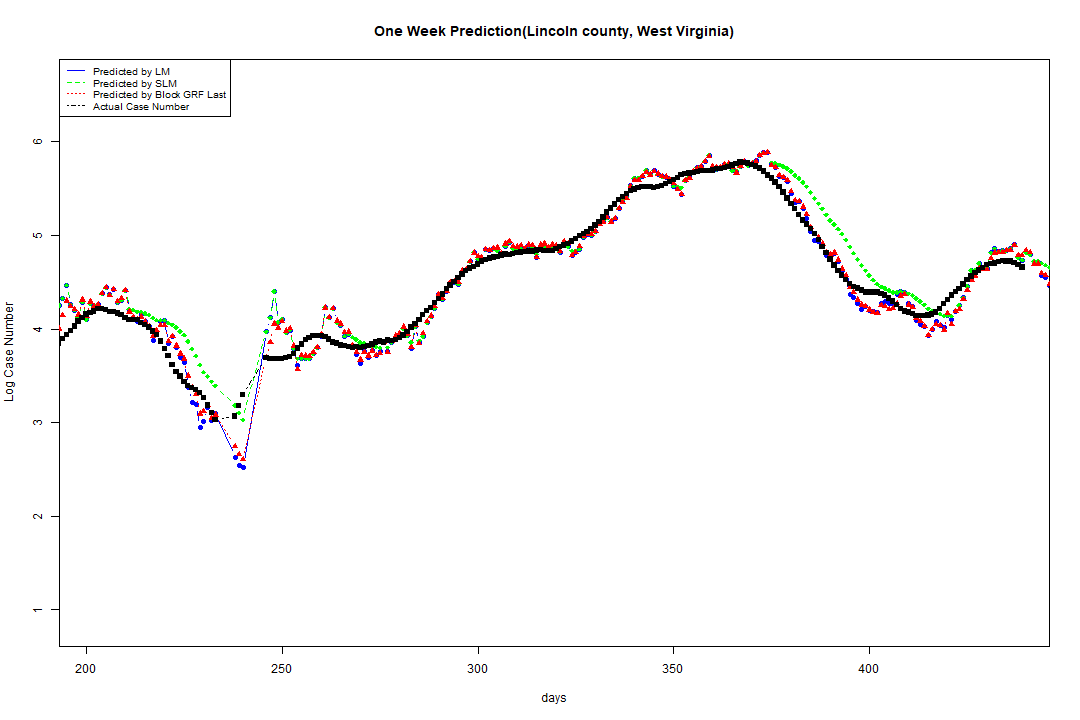 One Week Prediction(Lincoln county, West Virginia)
Predicted by LM
Predicted by SLM
Predicted by Block GRF Last
Actual Case Number
6
5
4
3
2
1
Log Case Number
200 250 300 350 400
days